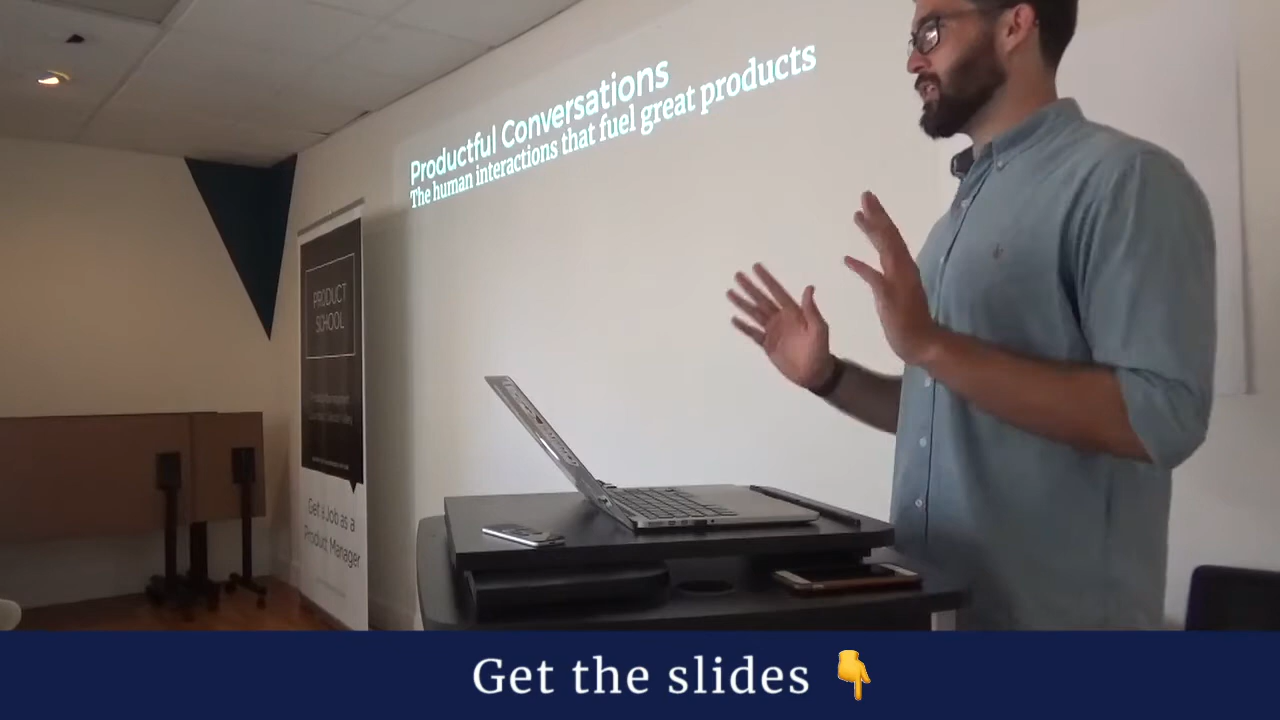 Productful Conversations
The human interactions that fuel great products
PRODUCT
SCHOOL
Get a Job as a
Product Manager
Get the slides 👇